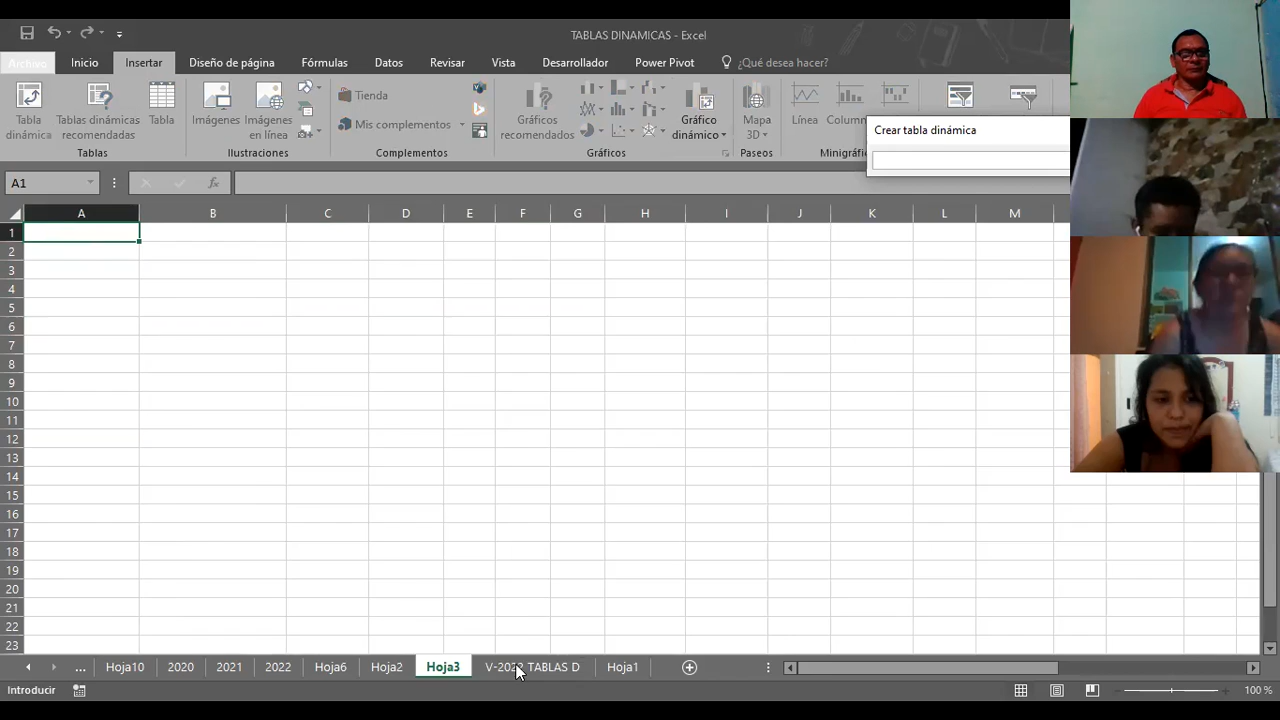 TABLAS DINAMICAS - Excel
Archivo Inicio Insertar Diseño de página Fórmulas Datos Revisar Vista Desarrollador Power Pivot ¿Qué desea hacer?
Tabla dinámica
Tablas dinámicas recomendadas
Tabla
Tablas
Imágenes
Imágenes en línea
Ilustraciones
Tienda
Mis complementos
Complementos
Gráficos recomendados
Gráficos
Gráfico dinámico
Mapa 3D
Paseos
Línea
Columna
Crear tabla dinámica
A1
fx
A B C D E F G H I J K L M
1
2
3
4
5
6
7
8
9
10
11
12
13
14
15
16
17
18
19
20
21
22
23
... Hoja10 2020 2021 2022 Hoja6 Hoja2 Hoja3 TABLAS D Hoja1
Introducir
100 %